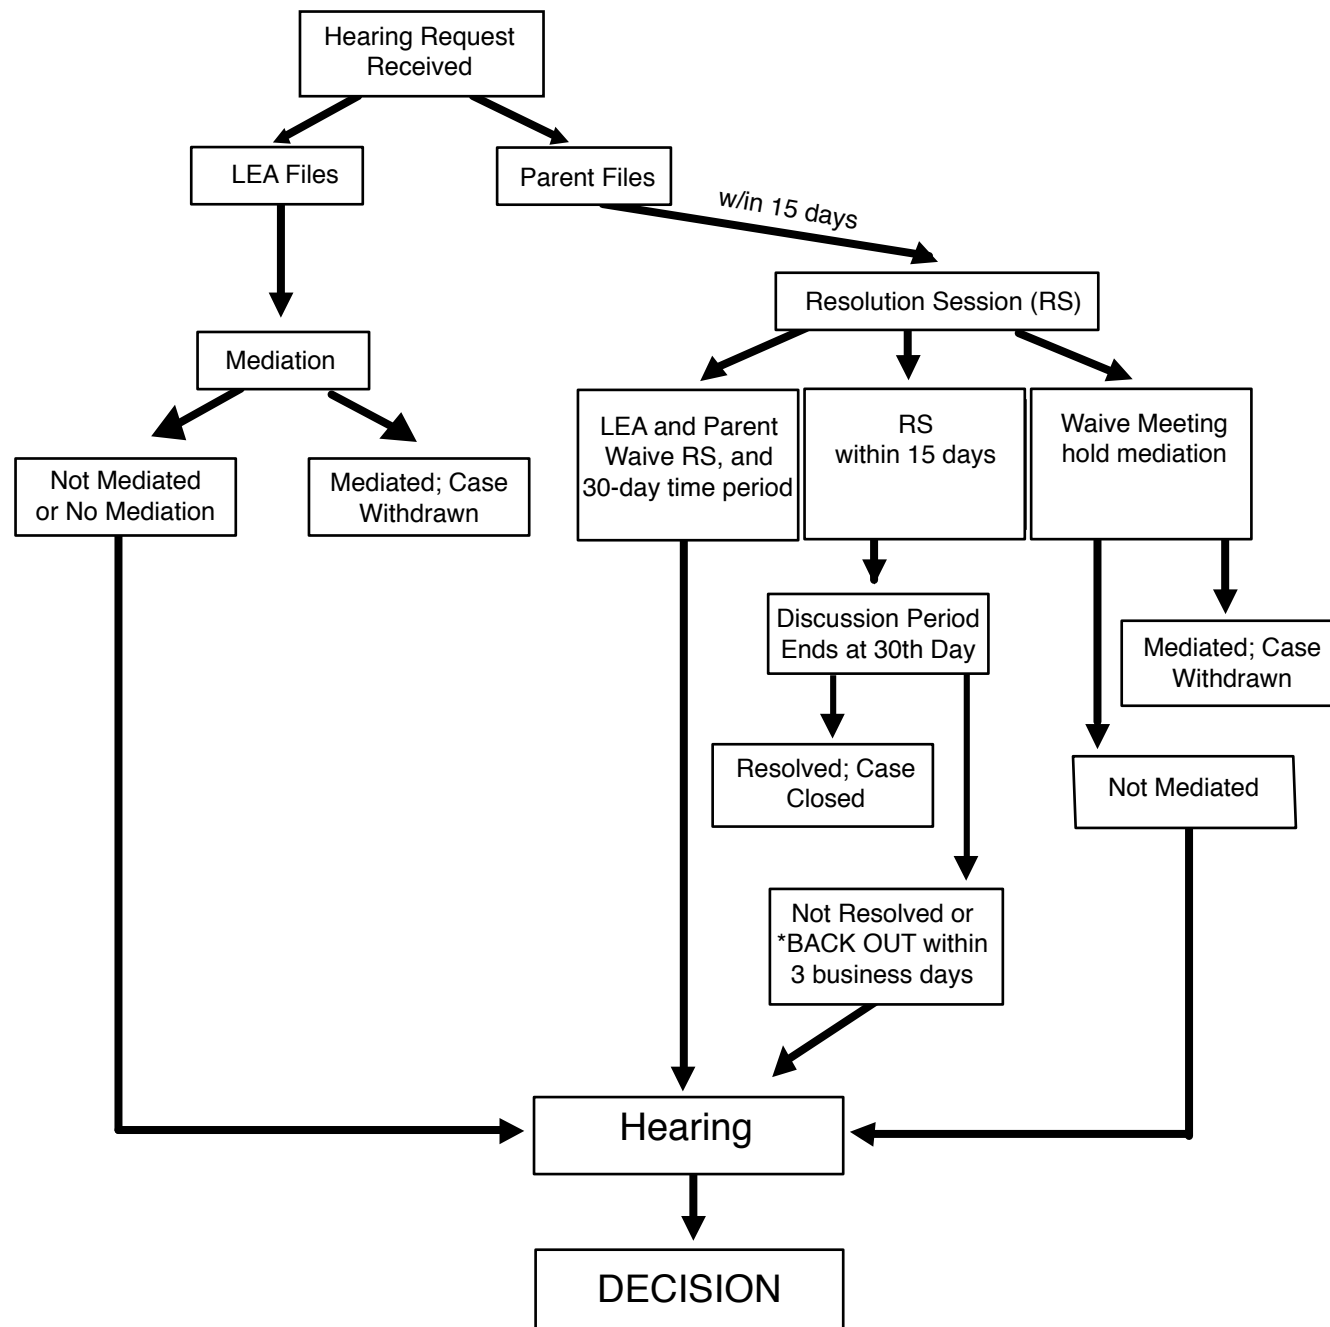 Hearing Request
Received
LEA Files
Parent Files
w/in 15 days
Resolution Session (RS)
Mediation
Not Mediated
or No Mediation
Mediated; Case
Withdrawn
LEA and Parent
Waive RS, and
30-day time period
RS
within 15 days
Waive Meeting
hold mediation
Discussion Period
Ends at 30th Day
Mediated; Case
Withdrawn
Resolved; Case
Closed
Not Mediated
Not Resolved or
*BACK OUT within
3 business days
Hearing
DECISION